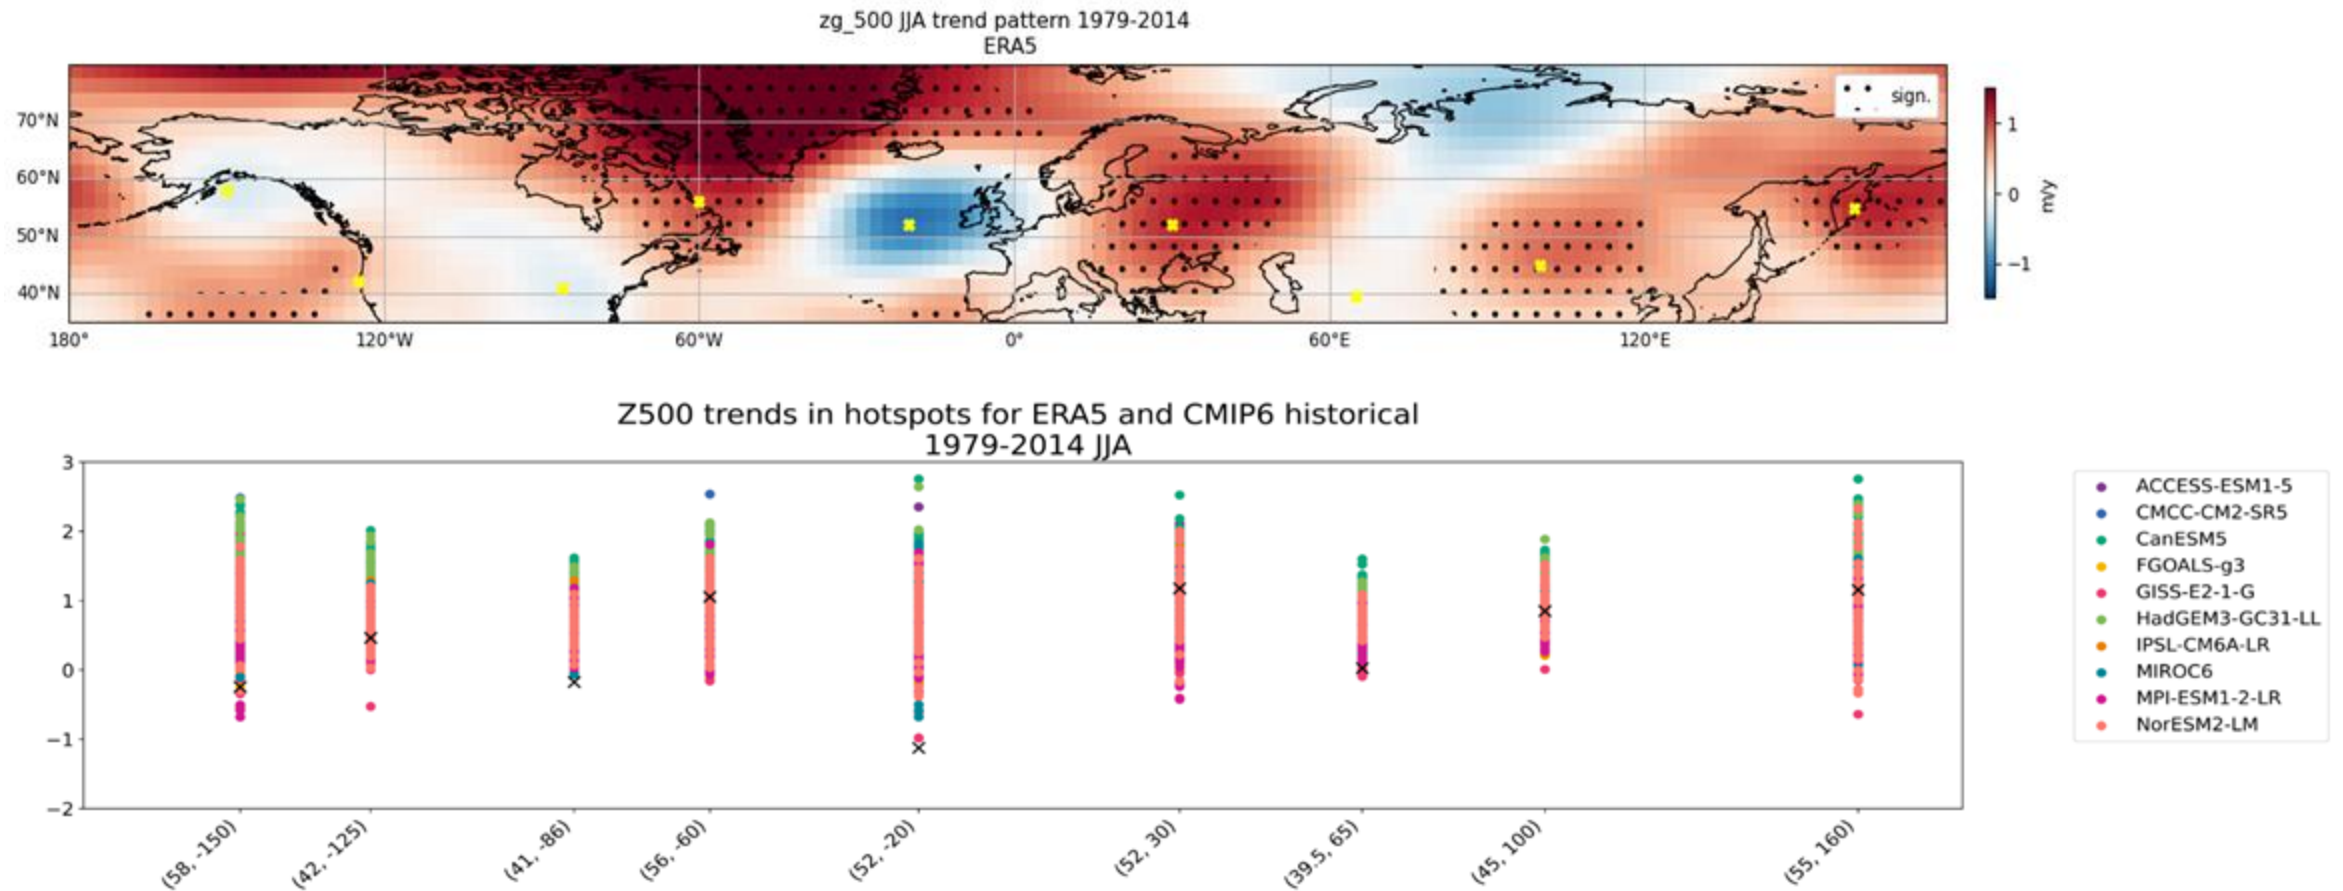 zg_500 JJA trend pattern 1979-2014
ERA5
sign.
70°N
60°N
50°N
40°N
180°
120°W
60°W
0°
60°E
120°E
1
0
−1
m/y
Z500 trends in hotspots for ERA5 and CMIP6 historical
1979-2014 JJA
3
2
1
0
−1
−2
(58, -150)
(42, -125)
(41, -86)
(56, -60)
(52, -20)
(52, 30)
(39.5, 65)
(45, 100)
(55, 160)
ACCESS-ESM1-5
CMCC-CM2-SR5
CanESM5
FGOALS-g3
GISS-E2-1-G
HadGEM3-GC31-LL
IPSL-CM6A-LR
MIROC6
MPI-ESM1-2-LR
NorESM2-LM